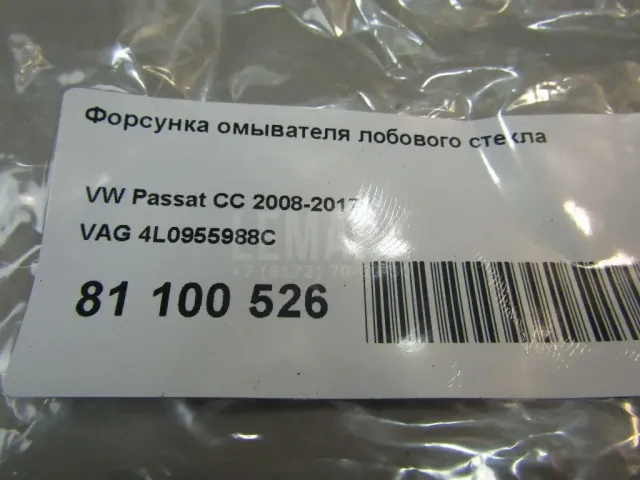 Форсунка омывателя лобового стекла
VW Passat CC 2008-2017
VAG 4L0955988C
81 100 526